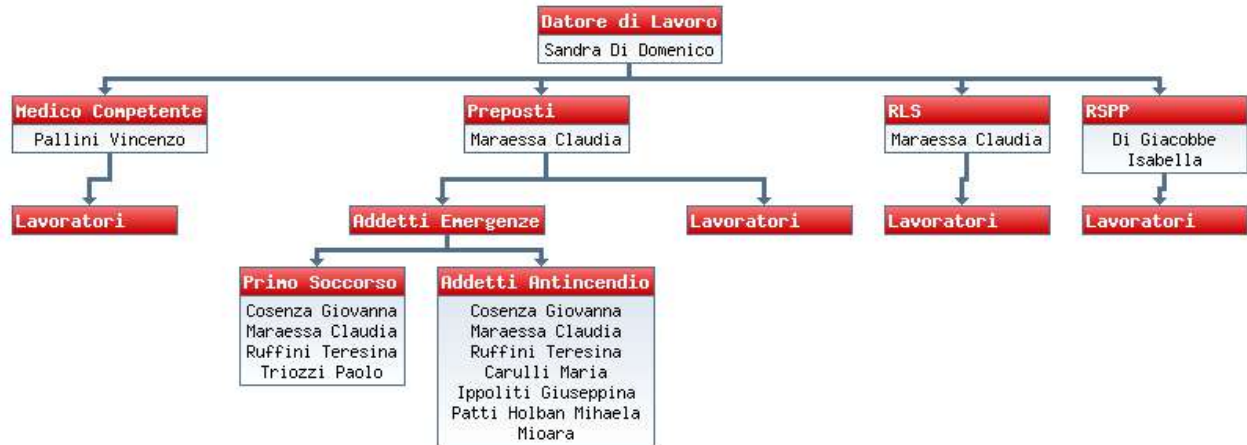 Datore di Lavoro
Sandra Di Domenico
Medico Competente
Pallini Vincenzo
Preposti
Maraessa Claudia
RLS
Maraessa Claudia
RSPP
Di Giacobbe
Isabella
Lavoratori
Addetti Emergenze
Lavoratori
Lavoratori
Lavoratori
Primo Soccorso
Cosenza Giovanna
Maraessa Claudia
Ruffini Teresina
Triozzi Paolo
Addetti Antincendio
Cosenza Giovanna
Maraessa Claudia
Ruffini Teresina
Carulli Maria
Ippoliti Giuseppina
Patti Holban Mihaela
Mioara